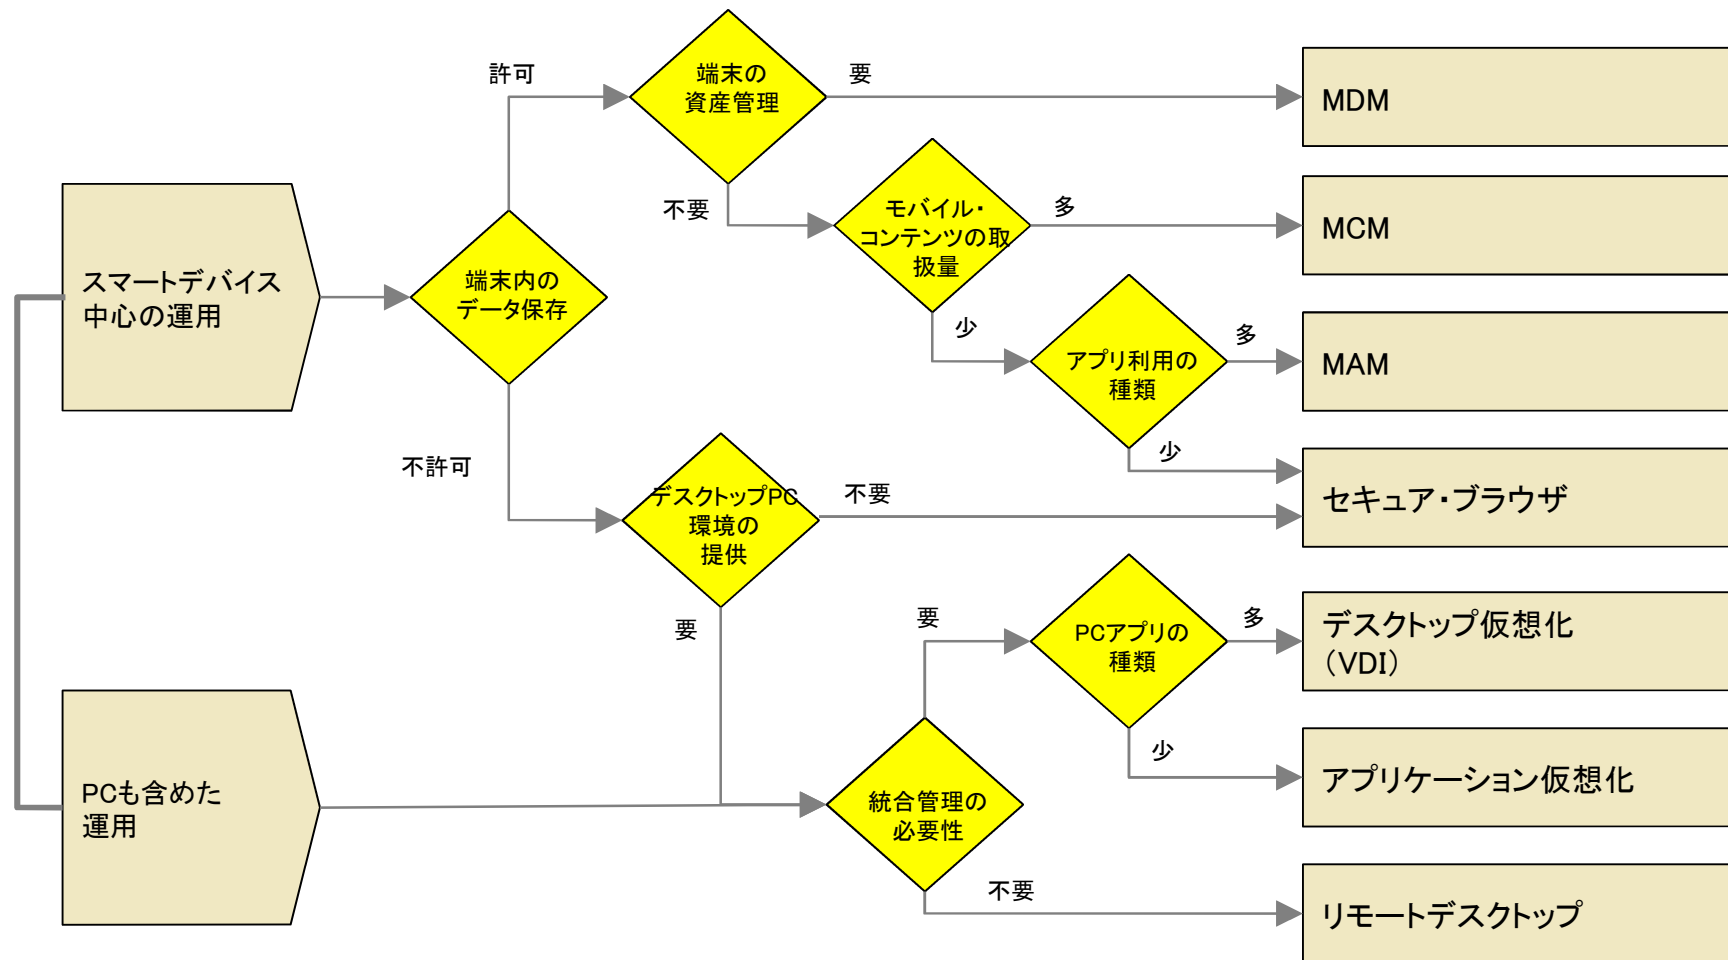 許可
端末の
資産管理
要
MDM
不要
モバイル・
コンテンツの取
扱量
多
MCM
スマートデバイス
中心の運用
端末内の
データ保存
少
アプリ利用の
種類
多
MAM
不許可
少
デスクトップPC
環境の
提供
不要
セキュア・ブラウザ
要
要
PCアプリの
種類
多
デスクトップ仮想化
（VDI）
PCも含めた
運用
統合管理の
必要性
少
アプリケーション仮想化
不要
リモートデスクトップ